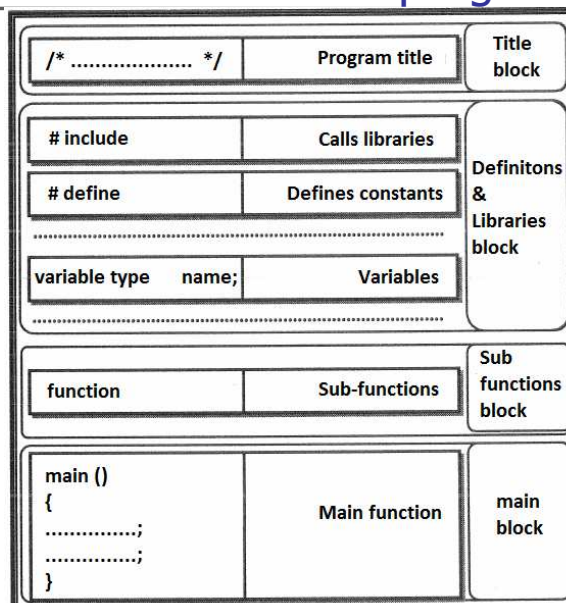 /* ..................... */ Program title Title block
# include Calls libraries
# define Defines constants
Definitons & Libraries block
variable type name; Variables
function Sub-functions
Sub functions block
main ()
{
...............;
...............;
}
Main function
main block